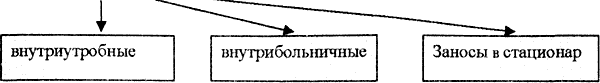 внутриутробные
внутрибольничные
Заносы в стационар